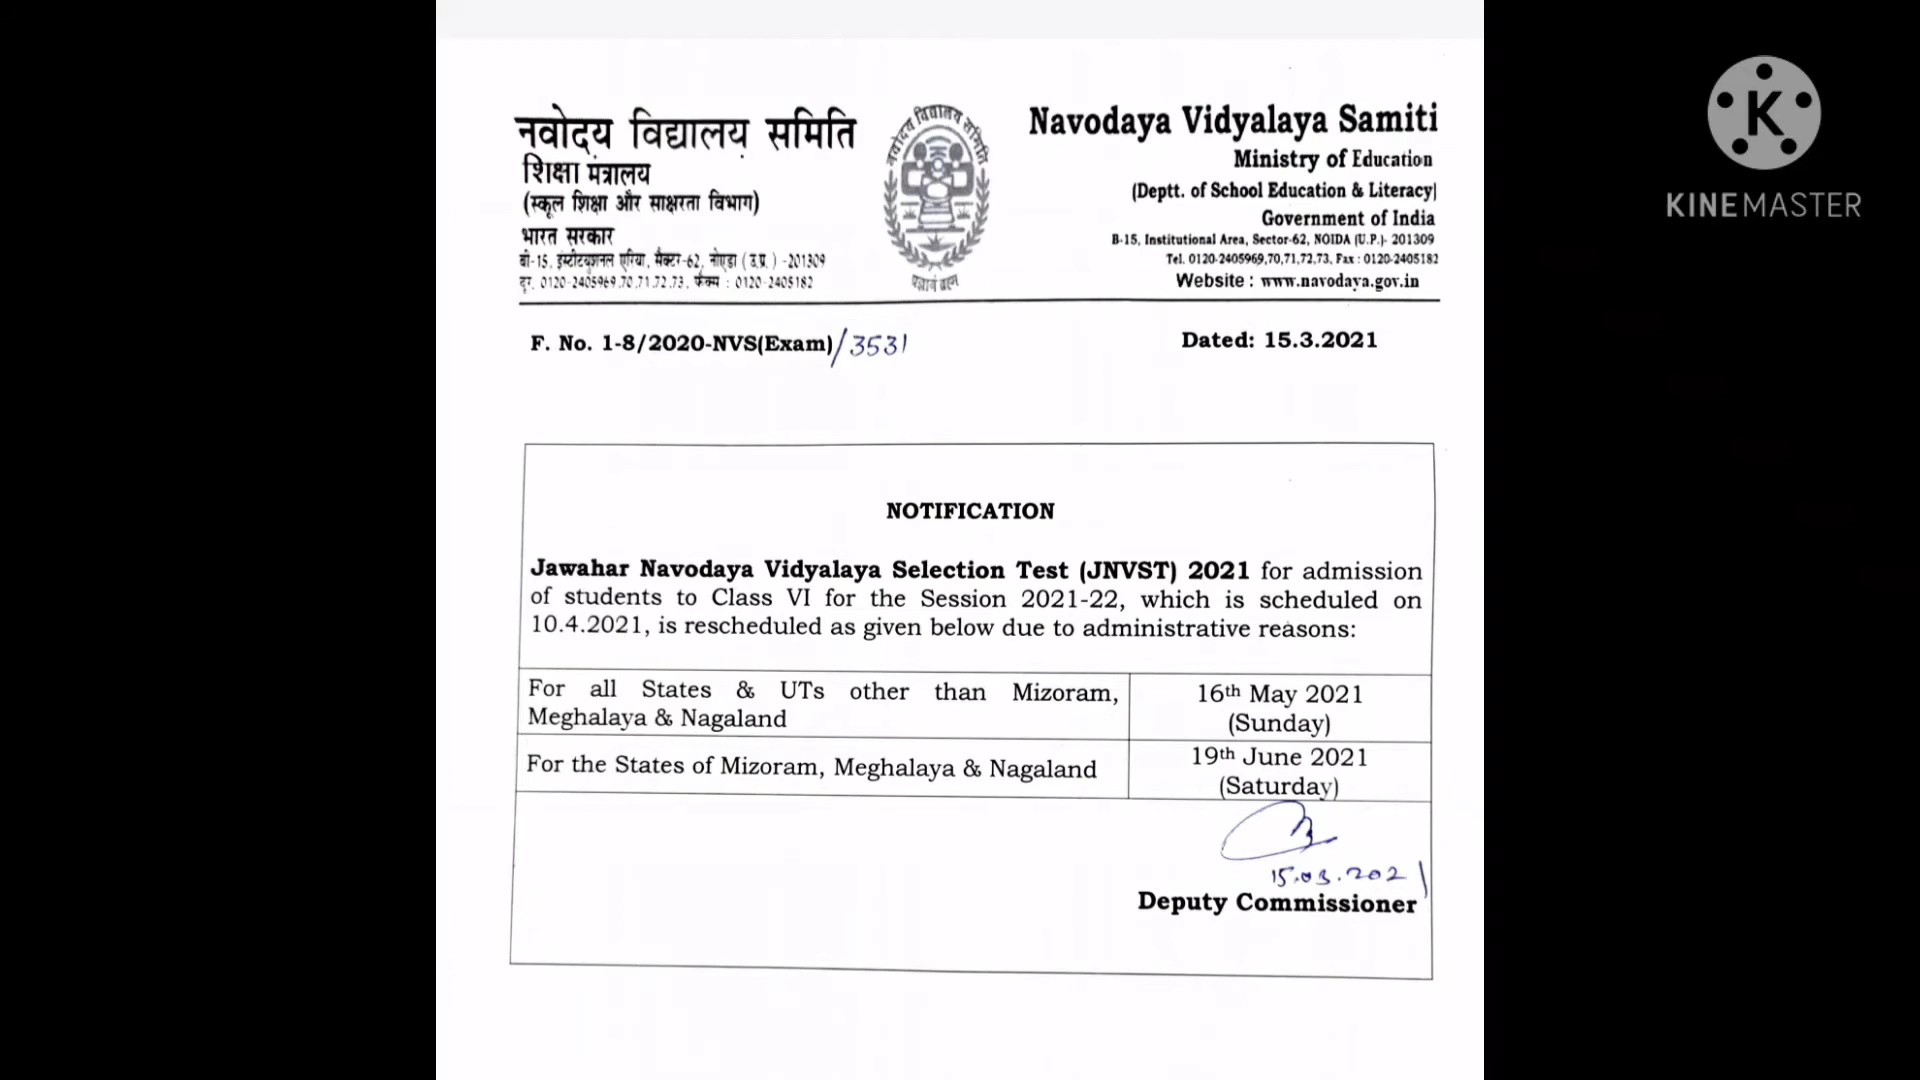 नवोदय विद्यालय समिति
शिक्षा मंत्रालय
(स्कूल शिक्षा और साक्षरता विभाग)
भारत सरकार
बी-15, इंस्टीटयूशनल एरिया, सैक्टर-62, नोएडा (उ.प्र.) -201309
दूर. 0120-2405969,70,71,72,73, फैक्स : 0120-2405182
नवोदय विद्यालय समिति
Navodaya Vidyalaya Samiti
Ministry of Education
(Deptt. of School Education & Literacy)
Government of India
B-15, Institutional Area, Sector-62, NOIDA (U.P.)- 201309
Tel. 0120-2405969,70,71,72,73, Fax : 0120-2405182
Website : www.navodaya.gov.in
F. No. 1-8/2020-NVS(Exam)/3531
Dated: 15.3.2021
NOTIFICATION
Jawahar Navodaya Vidyalaya Selection Test (JNVST) 2021 for admission
of students to Class VI for the Session 2021-22, which is scheduled on
10.4.2021, is rescheduled as given below due to administrative reasons:
For all States & UTs other than Mizoram,
Meghalaya & Nagaland
16th May 2021
(Sunday)
For the States of Mizoram, Meghalaya & Nagaland
19th June 2021
(Saturday)
15.03.2021
Deputy Commissioner
K
KINEMASTER